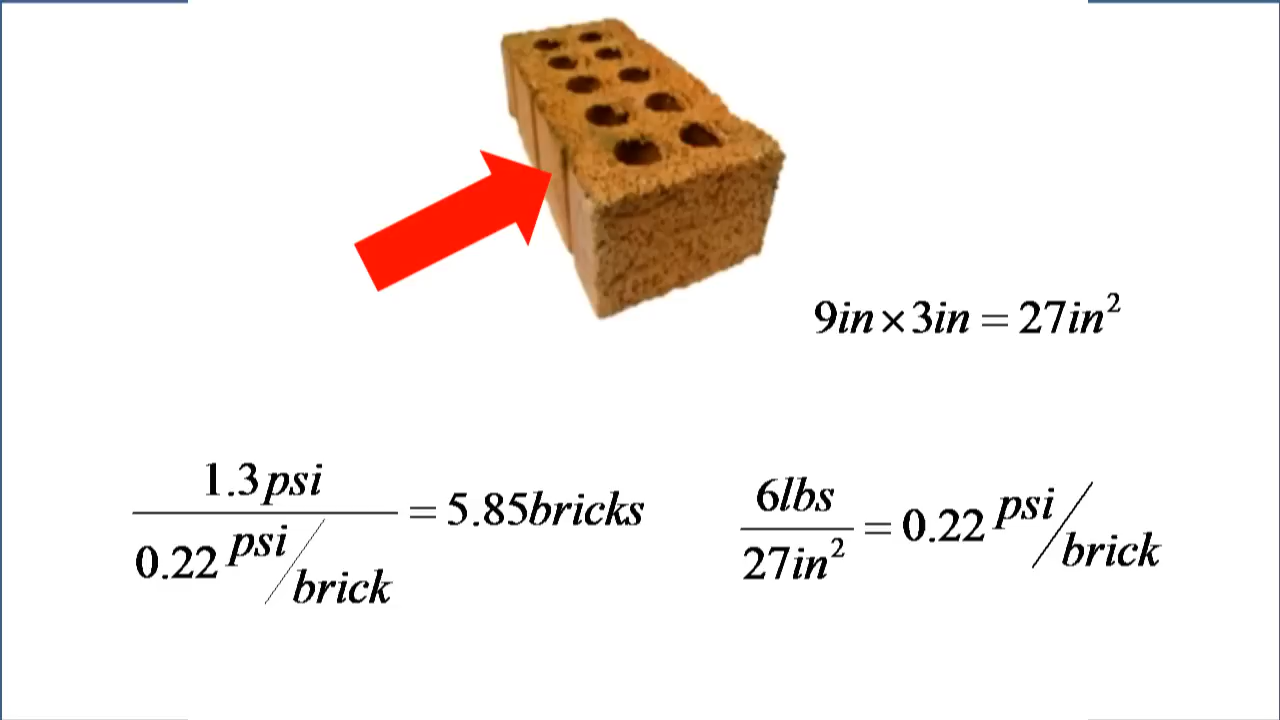 9in×3in = 27in²
1.3psi / 0.22 psi/brick = 5.85bricks
6lbs / 27in² = 0.22 psi/brick